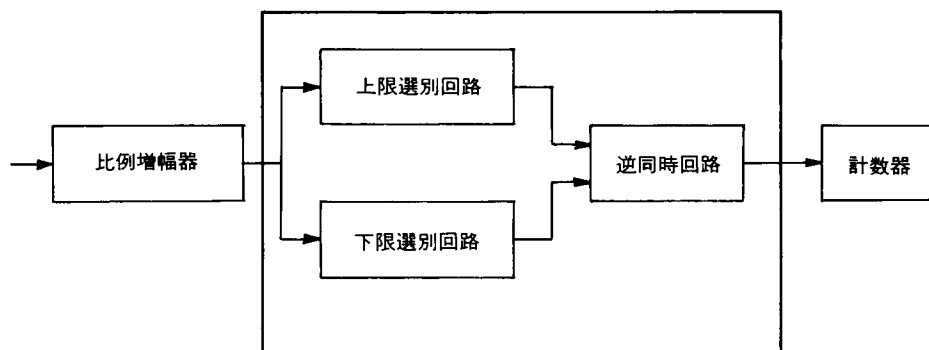 上限選別回路
比例増幅器
逆同時回路
計数器
下限選別回路